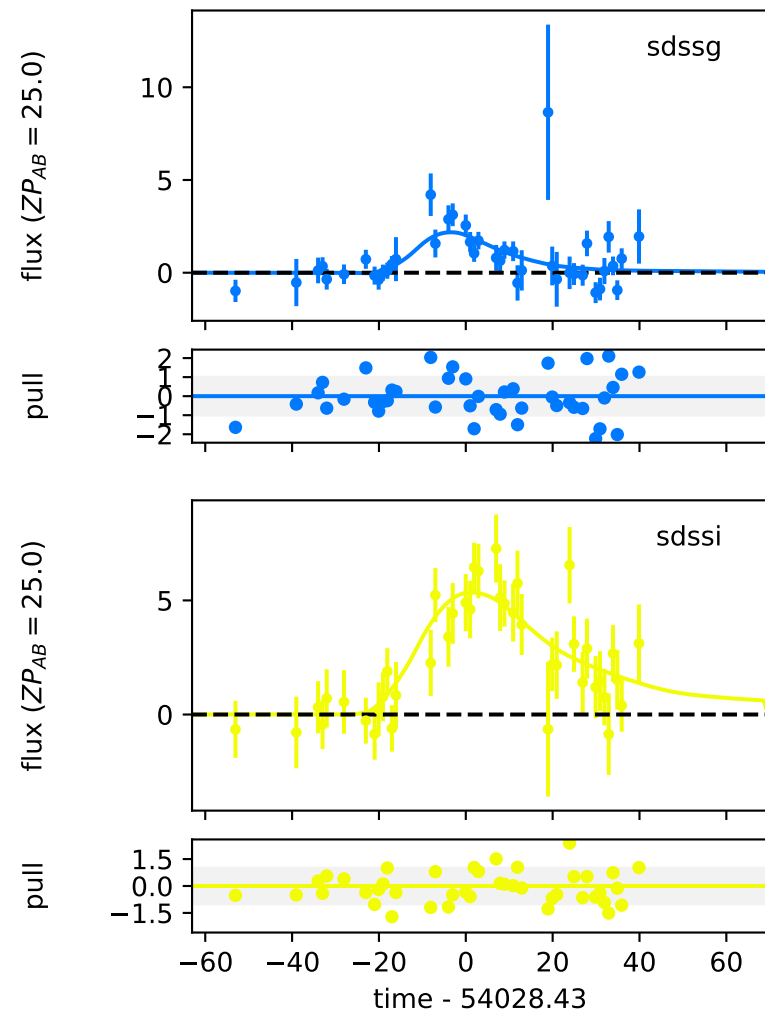 sdssg
flux ($ZP_{AB} = 25.0$)
10
5
0
pull
2
1
0
−1
−2
sdssi
flux ($ZP_{AB} = 25.0$)
5
0
pull
1.5
0.0
−1.5
−60 −40 −20 0 20 40 60
time - 54028.43